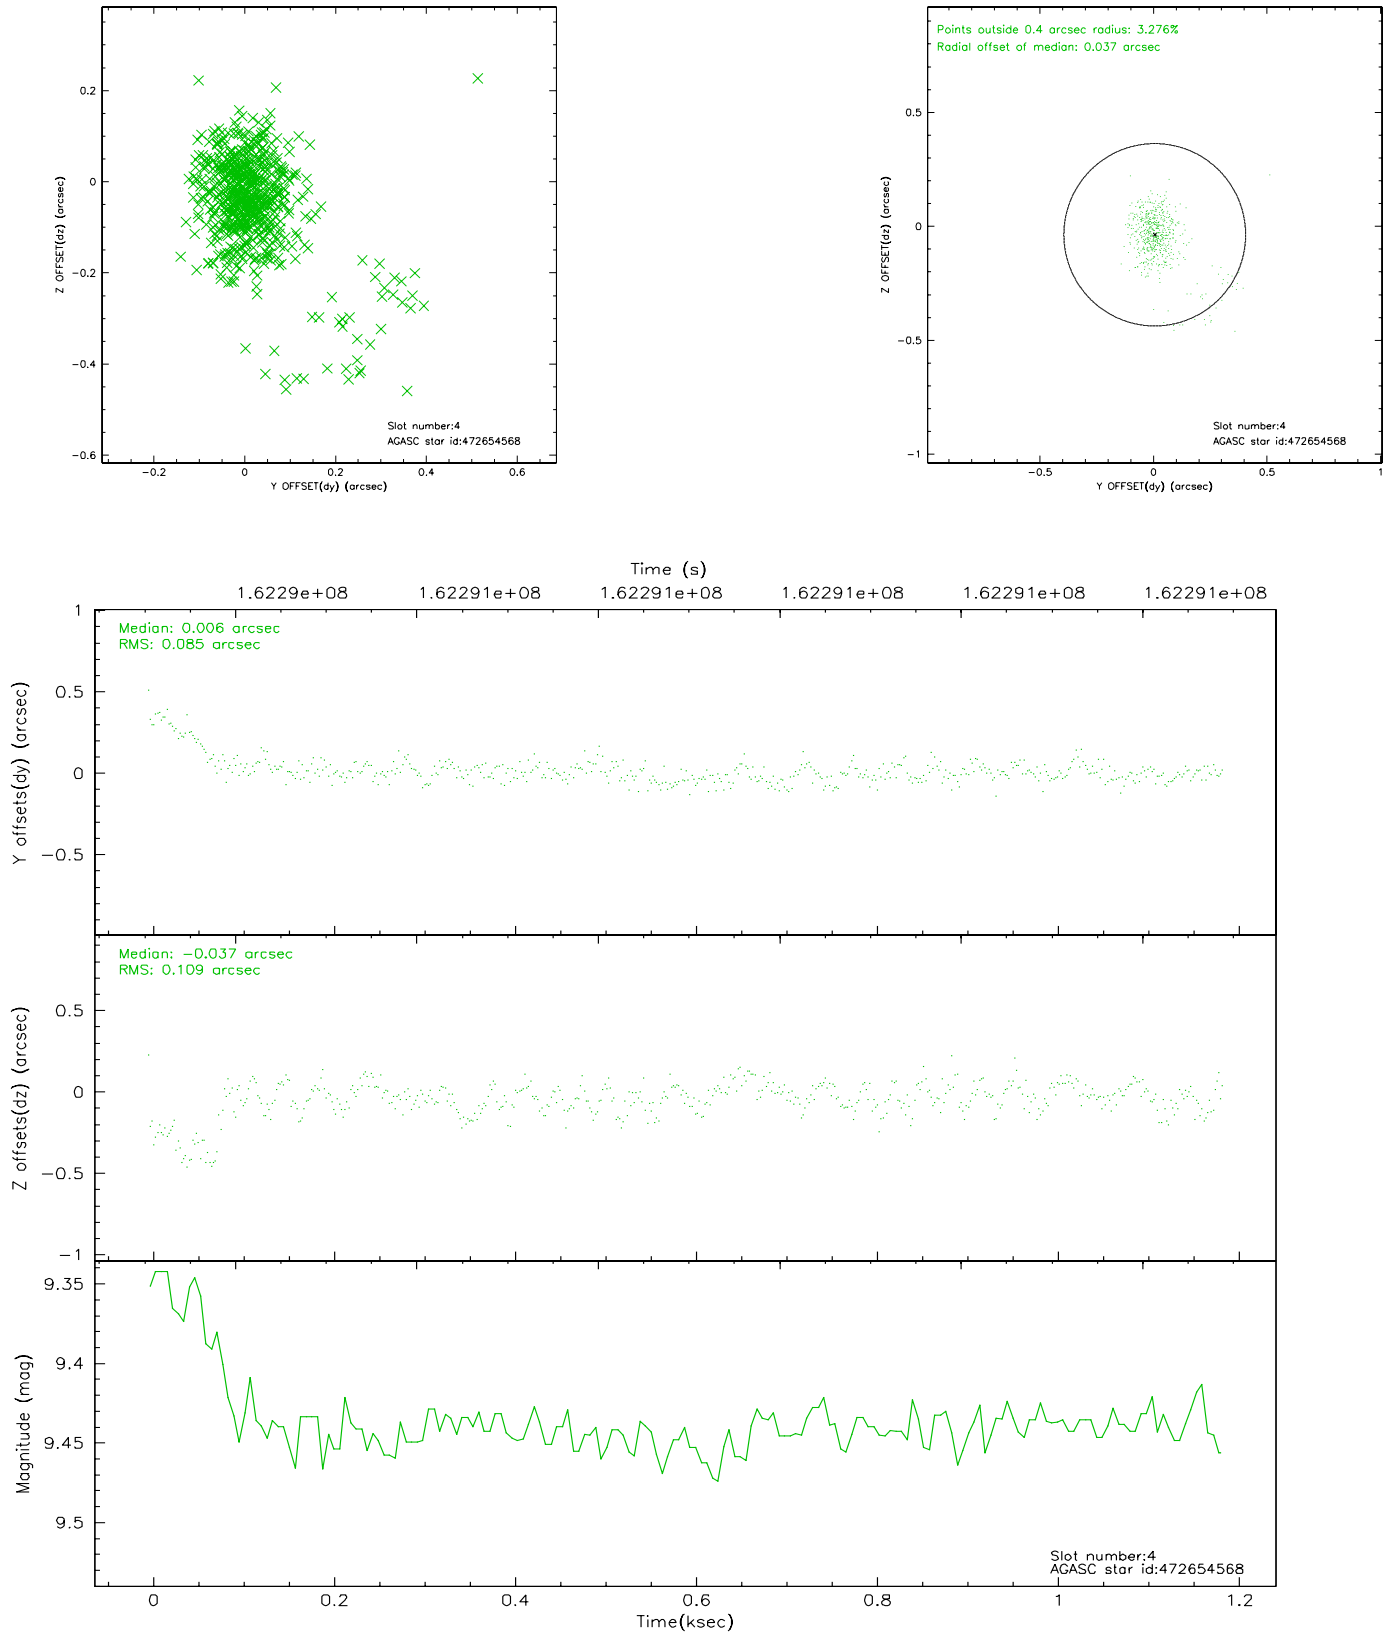 0.2
0
−0.2
−0.4
−0.6
Z OFFSET(dz) (arcsec)
Slot number:4
AGASC star id:472654568
−0.2 0 0.2 0.4 0.6
Y OFFSET(dy) (arcsec)
Points outside 0.4 arcsec radius: 3.276%
Radial offset of median: 0.037 arcsec
0.5
0
−0.5
−1
Z OFFSET(dz) (arcsec)
Slot number:4
AGASC star id:472654568
−0.5 0 0.5 1
Y OFFSET(dy) (arcsec)
Time (s)
1.6229e+08 1.62291e+08 1.62291e+08 1.62291e+08 1.62291e+08 1.62291e+08
Median: 0.006 arcsec
RMS: 0.085 arcsec
1
0.5
0
−0.5
Y offsets(dy) (arcsec)
Median: −0.037 arcsec
RMS: 0.109 arcsec
0.5
0
−0.5
−1
Z offsets(dz) (arcsec)
9.35
9.4
9.45
9.5
Magnitude (mag)
Slot number:4
AGASC star id:472654568
0 0.2 0.4 0.6 0.8 1 1.2
Time(ksec)